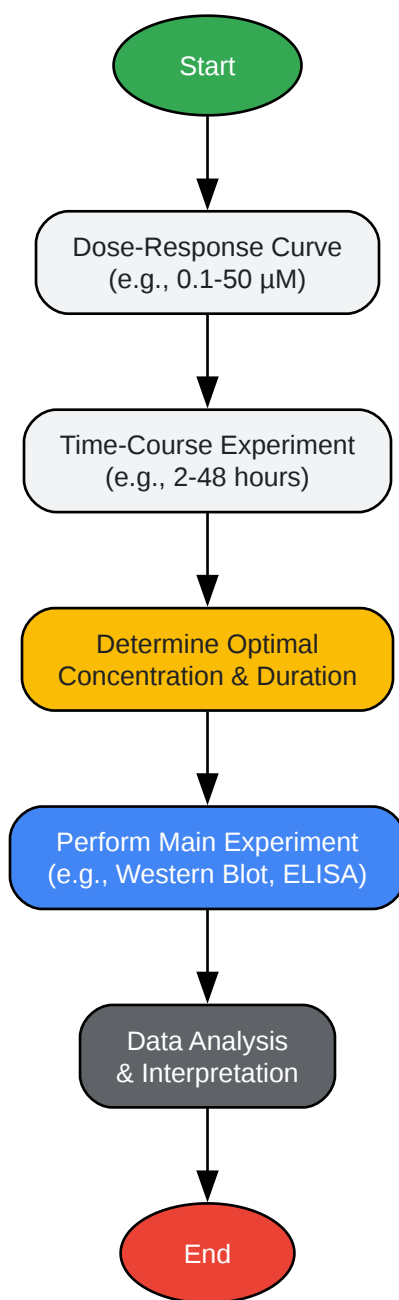 Start
Dose-Response Curve
(e.g., 0.1-50 µM)
Time-Course Experiment
(e.g., 2-48 hours)
Determine Optimal
Concentration & Duration
Perform Main Experiment
(e.g., Western Blot, ELISA)
Data Analysis
& Interpretation
End